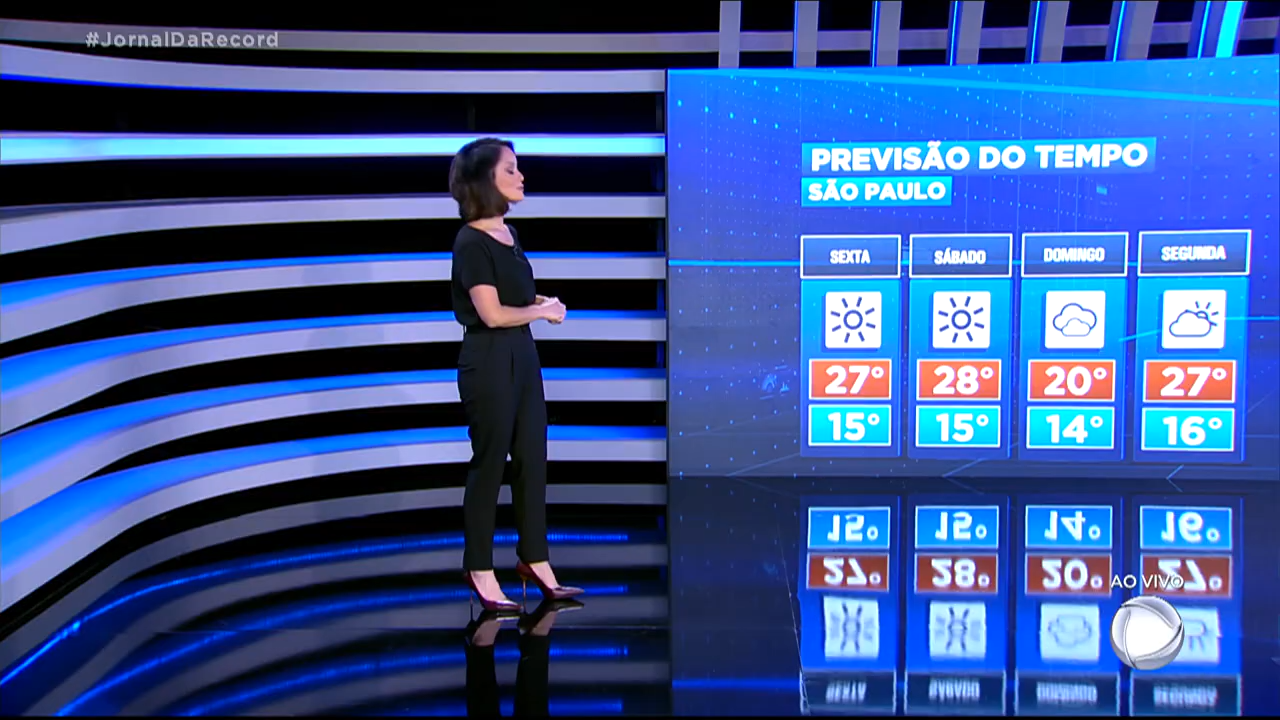 #JornalDaRecord
PREVISÃO DO TEMPO
SÃO PAULO
SEXTA SÁBADO DOMINGO SEGUNDA
27° 28° 20° 27°
15° 15° 14° 16°
AO VIVO